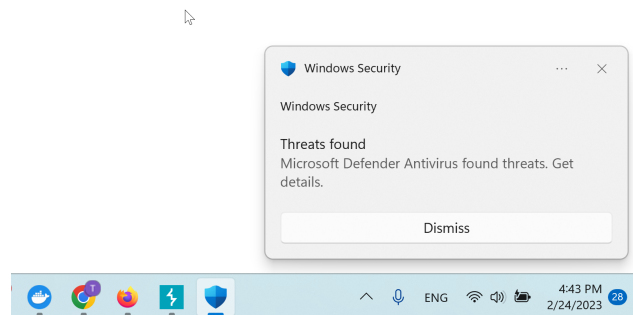 Windows Security
Windows Security
Threats found
Microsoft Defender Antivirus found threats. Get
details.
Dismiss
T
ENG
4:43 PM
2/24/2023
28